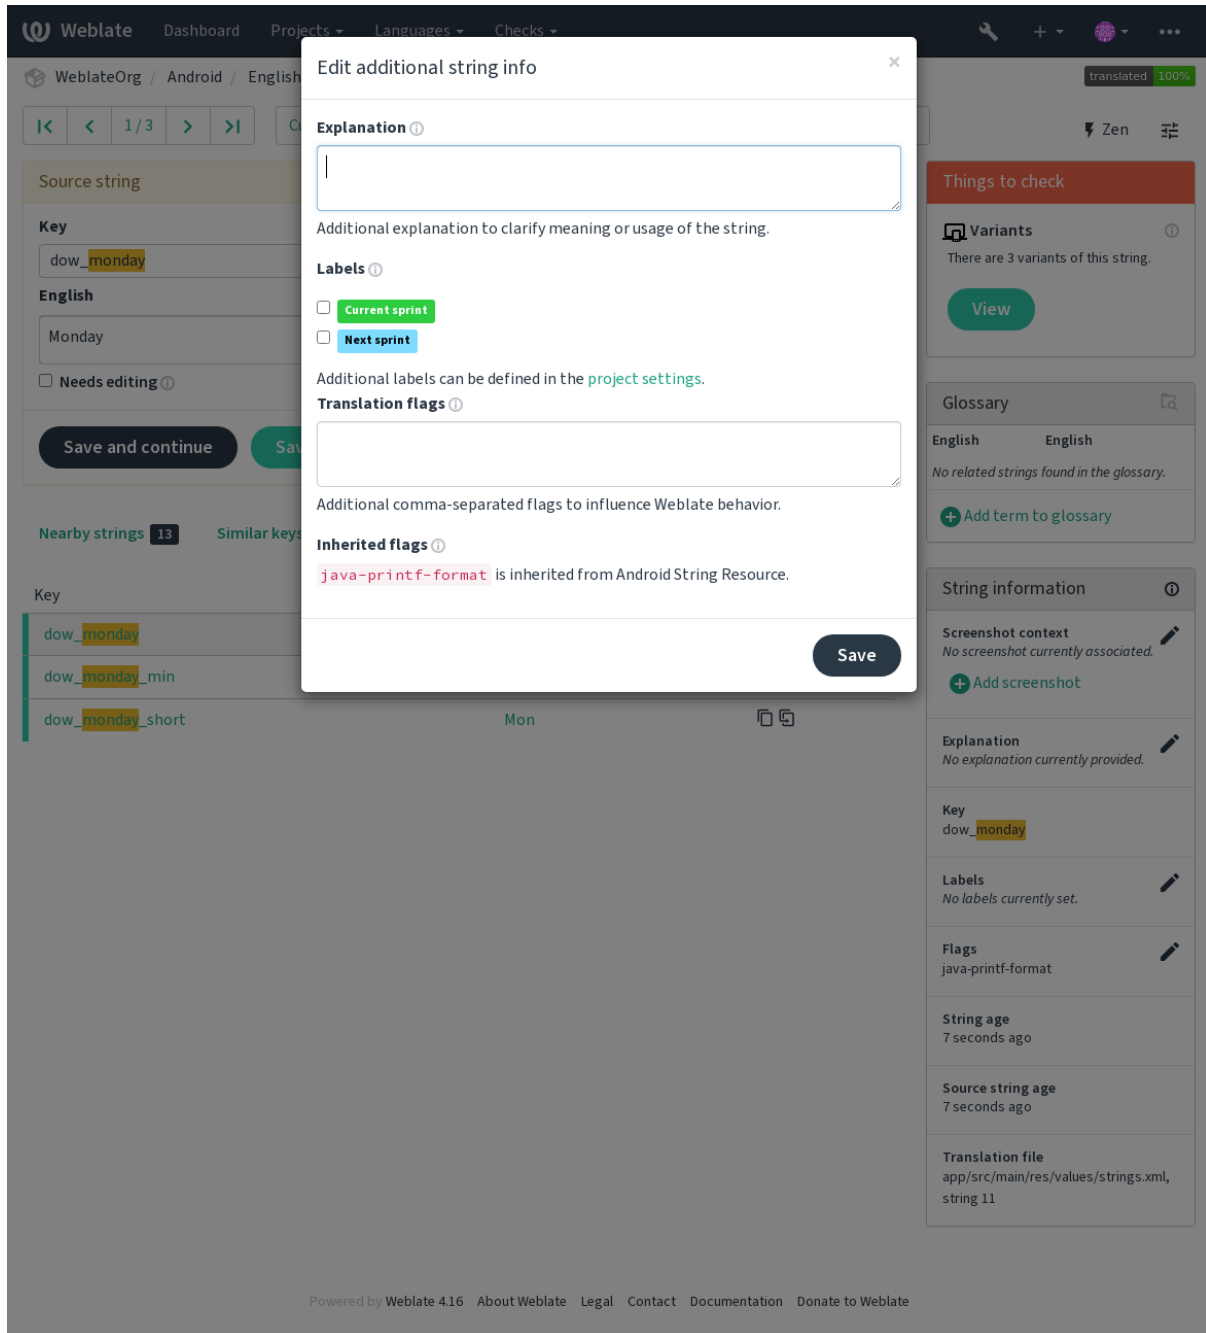 Weblate Dashboard Projects Languages Checks
WeblateOrg / Android / English
translated 100%
1 / 3
Zen
Edit additional string info
×
Explanation
Additional explanation to clarify meaning or usage of the string.
Labels
Current sprint
Next sprint
Additional labels can be defined in the project settings.
Translation flags
Additional comma-separated flags to influence Weblate behavior.
Inherited flags
java-printf-format is inherited from Android String Resource.
Save
Source string
Key
dow_monday
English
Monday
Needs editing
Save and continue
Nearby strings 13 Similar keys
Key
dow_monday
dow_monday_min
dow_monday_short Mon
Things to check
Variants
There are 3 variants of this string.
View
Glossary
English English
No related strings found in the glossary.
Add term to glossary
String information
Screenshot context
No screenshot currently associated.
Add screenshot
Explanation
No explanation currently provided.
Key
dow_monday
Labels
No labels currently set.
Flags
java-printf-format
String age
7 seconds ago
Source string age
7 seconds ago
Translation file
app/src/main/res/values/strings.xml,
string 11
Powered by Weblate 4.16 About Weblate Legal Contact Documentation Donate to Weblate